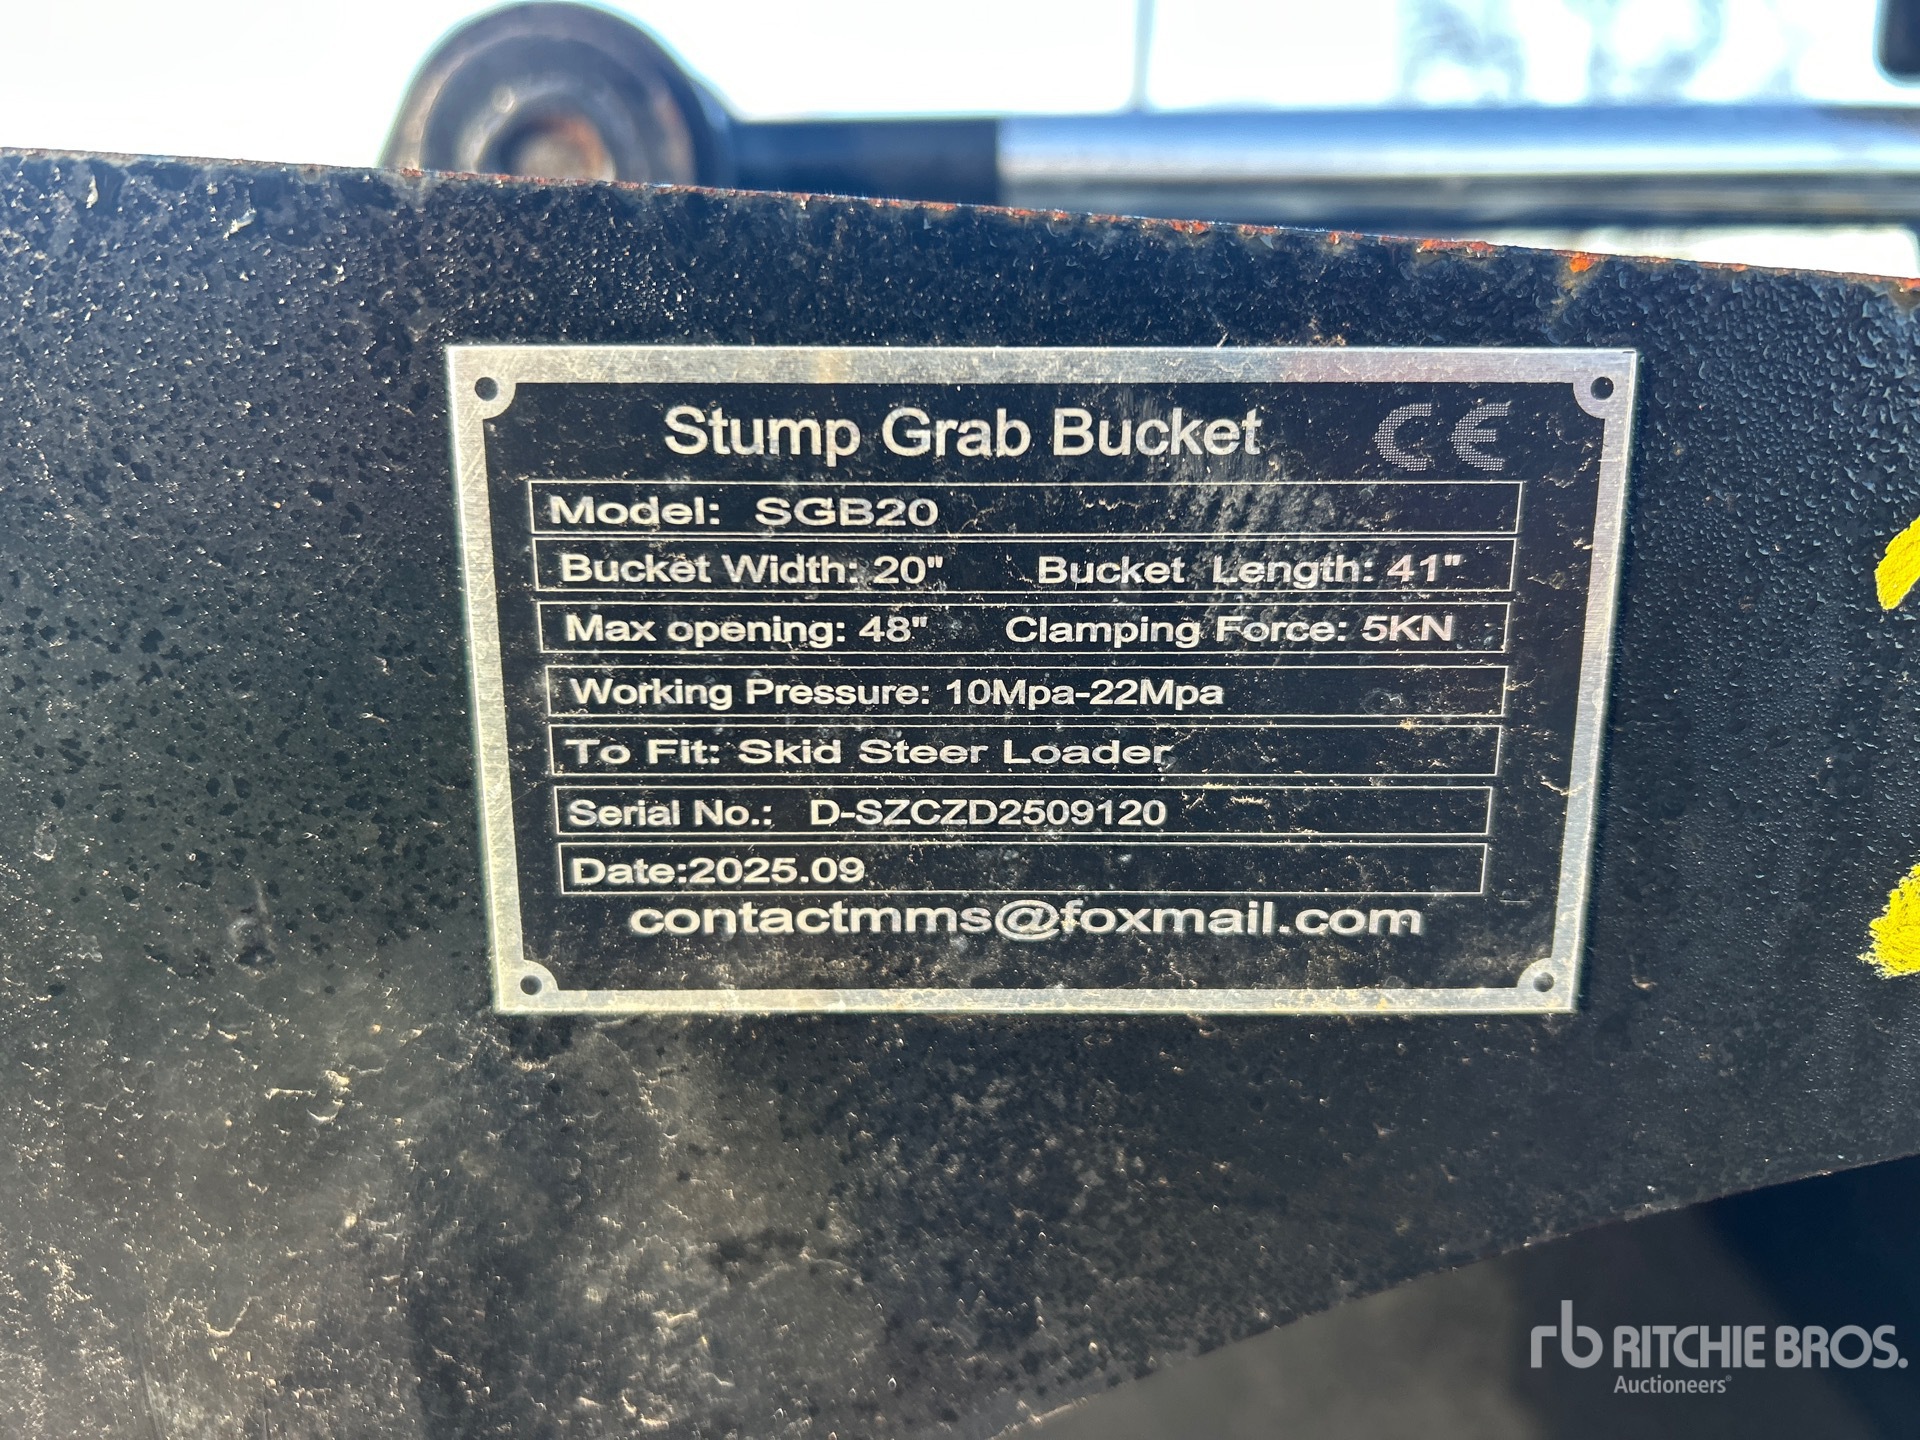 Stump Grab Bucket CE
Model: SGB20
Bucket Width: 20" Bucket Length: 41"
Max opening: 48" Clamping Force: 5KN
Working Pressure: 10Mpa-22Mpa
To Fit: Skid Steer Loader
Serial No.: D-SZCZD2509120
Date:2025.09
contactmms@foxmail.com
rb RITCHIE BROS.
Auctioneers®